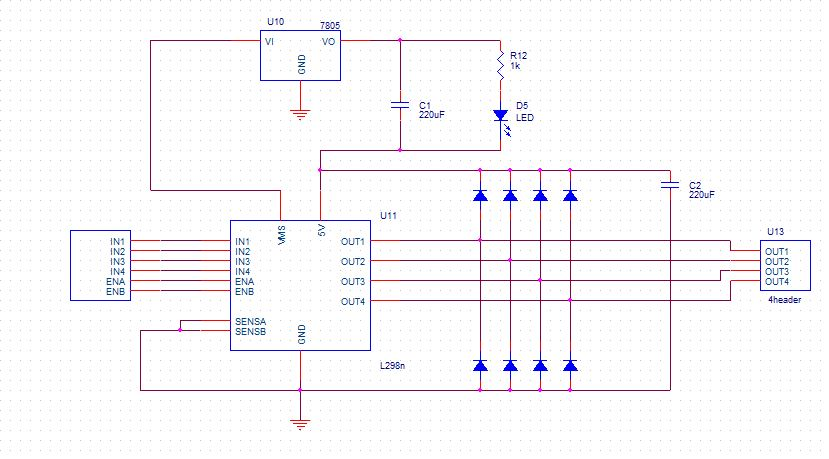 U10
7805
VI
VO
GND
R12
1k
C1
220uF
D5
LED
C2
220uF
U11
VMS
5V
IN1
IN2
IN3
IN4
ENA
ENB
IN1
IN2
IN3
IN4
ENA
ENB
SENSA
SENSB
GND
OUT1
OUT2
OUT3
OUT4
L298n
U13
OUT1
OUT2
OUT3
OUT4
4header